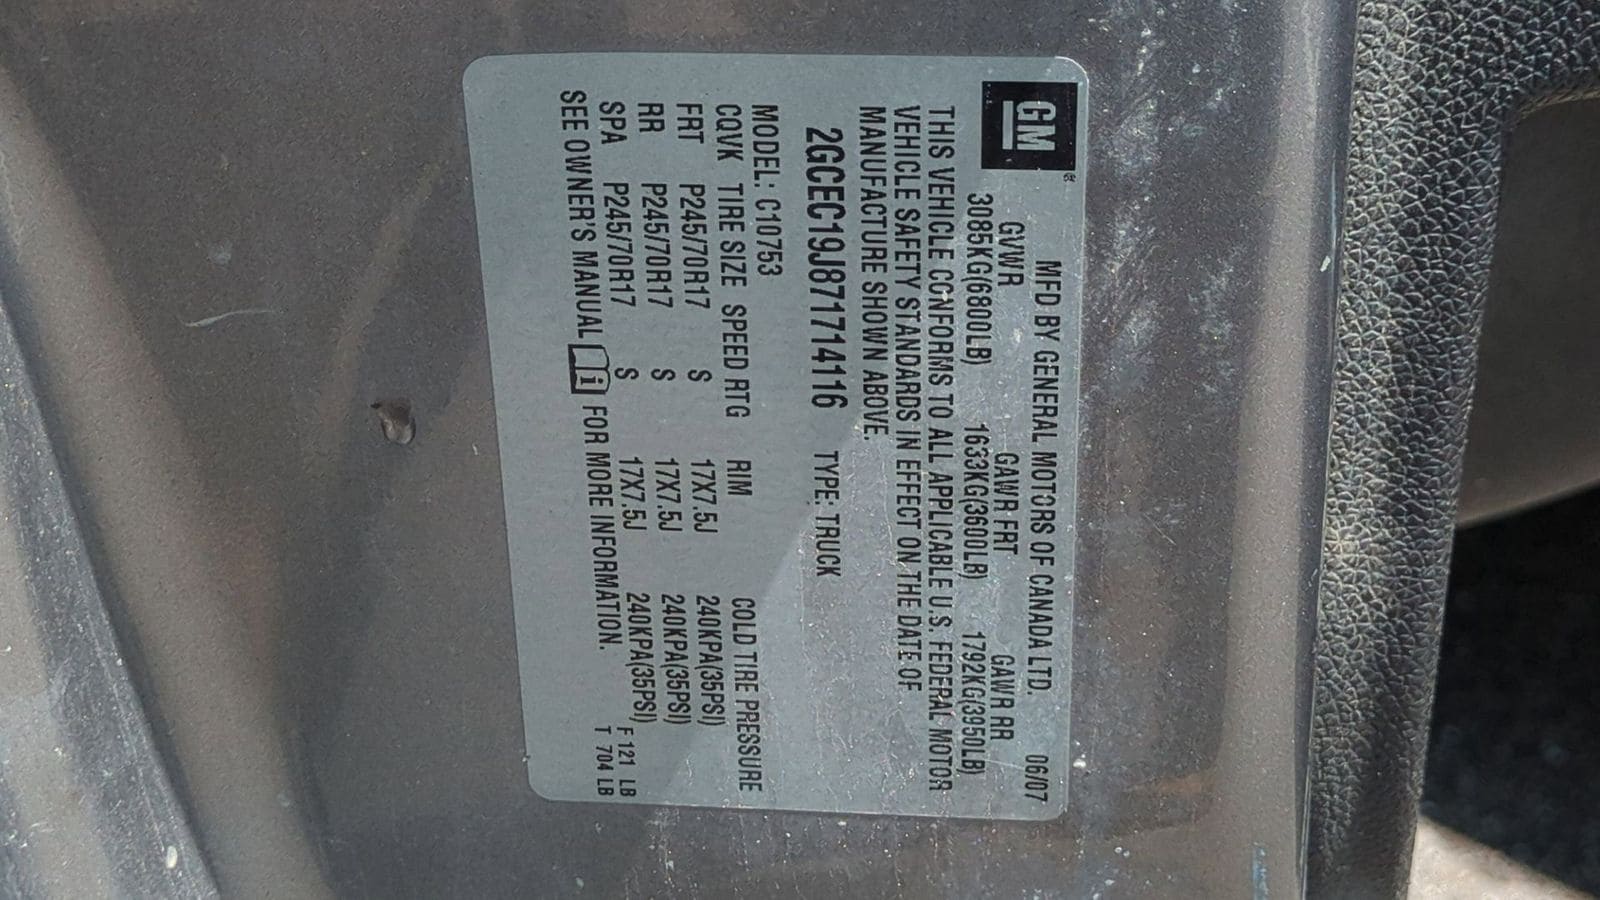 GM
MFD BY GENERAL MOTORS OF CANADA LTD. 06/07
GVWR GAWR FRT GAWR RR
3085KG(6800LB) 1633KG(3600LB) 1792KG(3950LB)
THIS VEHICLE CONFORMS TO ALL APPLICABLE U.S. FEDERAL MOTOR
VEHICLE SAFETY STANDARDS IN EFFECT ON THE DATE OF
MANUFACTURE SHOWN ABOVE.
2GCEC19J871714116 TYPE: TRUCK
MODEL: C10753
CQVK TIRE SIZE SPEED RTG RIM COLD TIRE PRESSURE
FRT P245/70R17 S 17X7.5J 240KPA(35PSI)
RR P245/70R17 S 17X7.5J 240KPA(35PSI)
SPA P245/70R17 S 17X7.5J 240KPA(35PSI) F 121 LB
SEE OWNER'S MANUAL i FOR MORE INFORMATION. T 704 LB